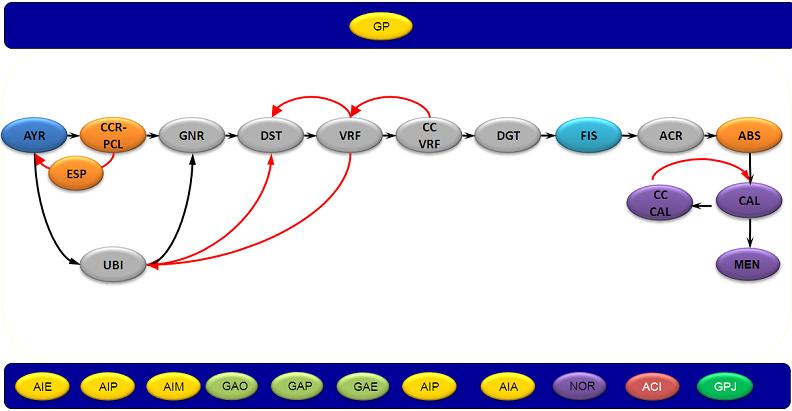 GP
AYR
CCR-
PCL
GNR
DST
VRF
CC
VRF
DGT
FIS
ACR
ABS
ESP
CC
CAL
CAL
UBI
MEN
AIE
AIP
AIM
GAO
GAP
GAE
AIP
AIA
NOR
ACI
GPJ